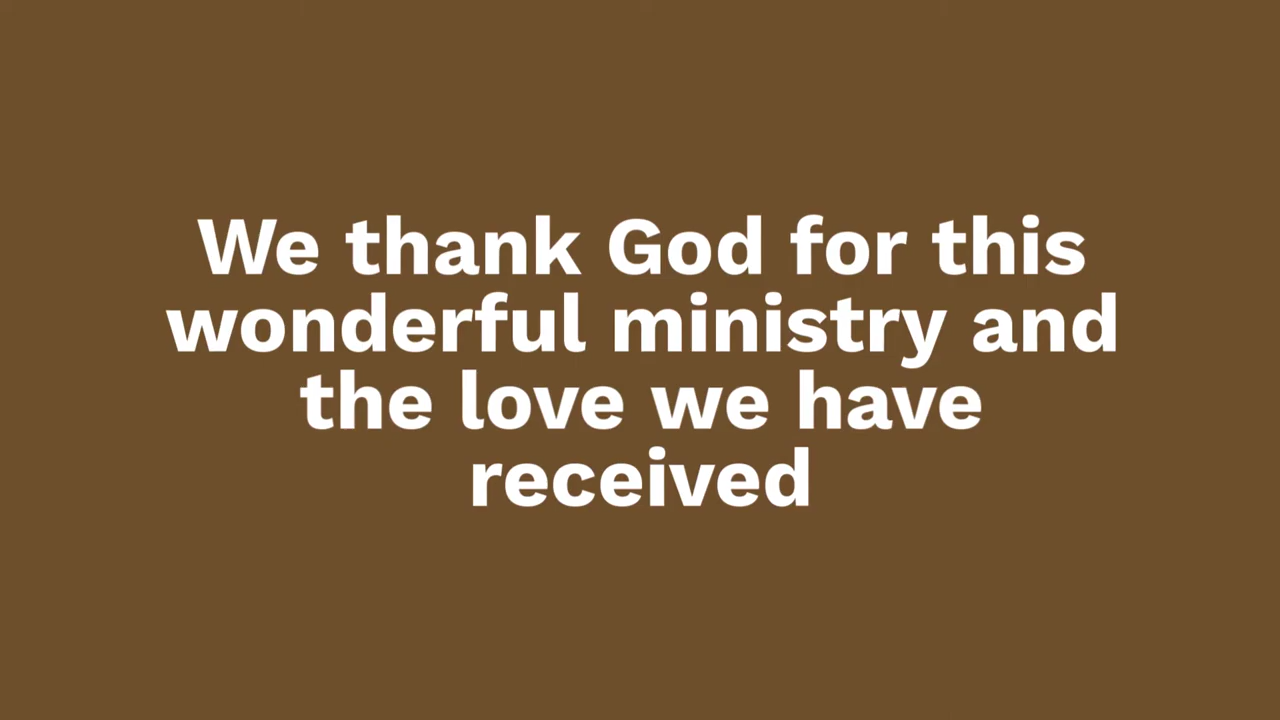 We thank God for this
wonderful ministry and
the love we have
received